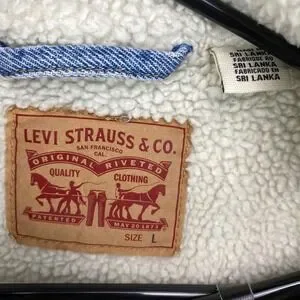 MADE IN
SRI LANKA
FABRIQUE AU
SRI LANKA
FABRICADO EN
SRI LANKA
LEVI STRAUSS & CO.
SAN FRANCISCO
CAL.
ORIGINAL RIVETED
QUALITY CLOTHING
PATENTED MAY 20 1873
SIZE L